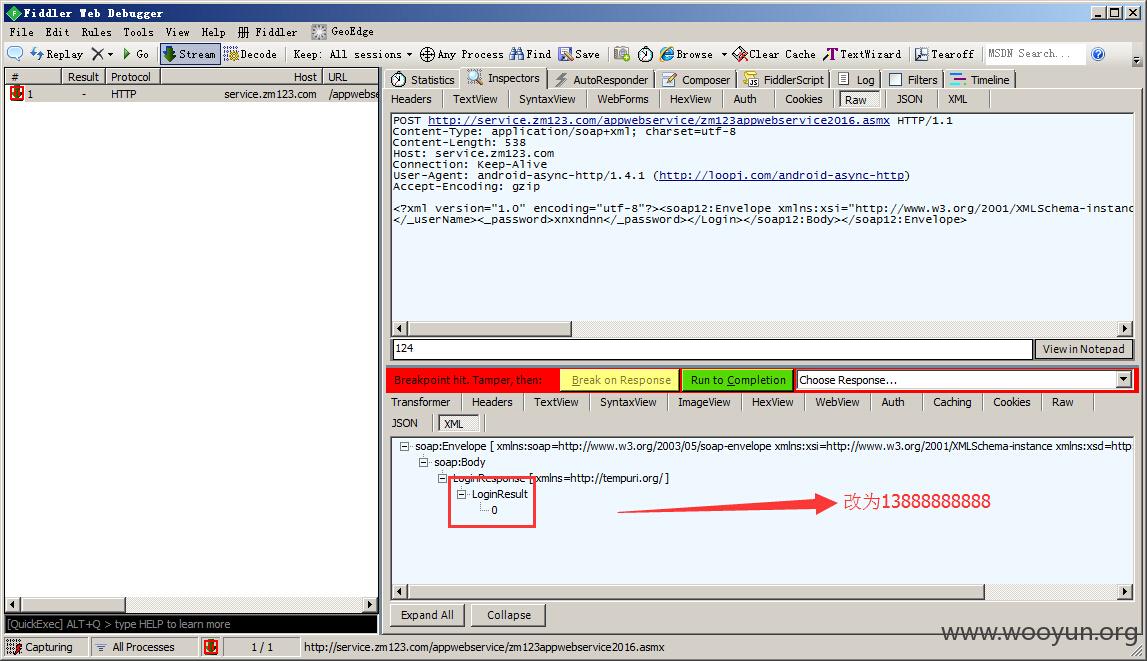 Fiddler Web Debugger
File Edit Rules Tools View Help Fiddler GeoEdge
Replay Go Stream Decode Keep: All sessions Any Process Find Save Browse Clear Cache TextWizard Tearoff MSDN Search...
# Result Protocol Host URL
1 - HTTP service.zm123.com /appwebse
Statistics Inspectors AutoResponder Composer FiddlerScript Log Filters Timeline
Headers TextView SyntaxView WebForms HexView Auth Cookies Raw JSON XML
POST http://service.zm123.com/appwebservice/zm123appwebservice2016.asmx HTTP/1.1
Content-Type: application/soap+xml; charset=utf-8
Content-Length: 538
Host: service.zm123.com
Connection: Keep-Alive
User-Agent: android-async-http/1.4.1 (http://loopj.com/android-async-http)
Accept-Encoding: gzip
<?xml version="1.0" encoding="utf-8"?><soap12:Envelope xmlns:xsi="http://www.w3.org/2001/XMLSchema-instance
</_userName><_password>xnxndnn</_password></Login></soap12:Body></soap12:Envelope>
124 View in Notepad
Breakpoint hit. Tamper, then: Break on Response Run to Completion Choose Response...
Transformer Headers TextView SyntaxView ImageView HexView WebView Auth Caching Cookies Raw
JSON XML
soap:Envelope [ xmlns:soap=http://www.w3.org/2003/05/soap-envelope xmlns:xsi=http://www.w3.org/2001/XMLSchema-instance xmlns:xsd=http
soap:Body
LoginResponse [ xmlns=http://tempuri.org/ ]
LoginResult
0
改为13888888888
Expand All Collapse
[QuickExec] ALT+Q > type HELP to learn more
www.wooyun.org
Capturing All Processes 1 / 1 http://service.zm123.com/appwebservice/zm123appwebservice2016.asmx